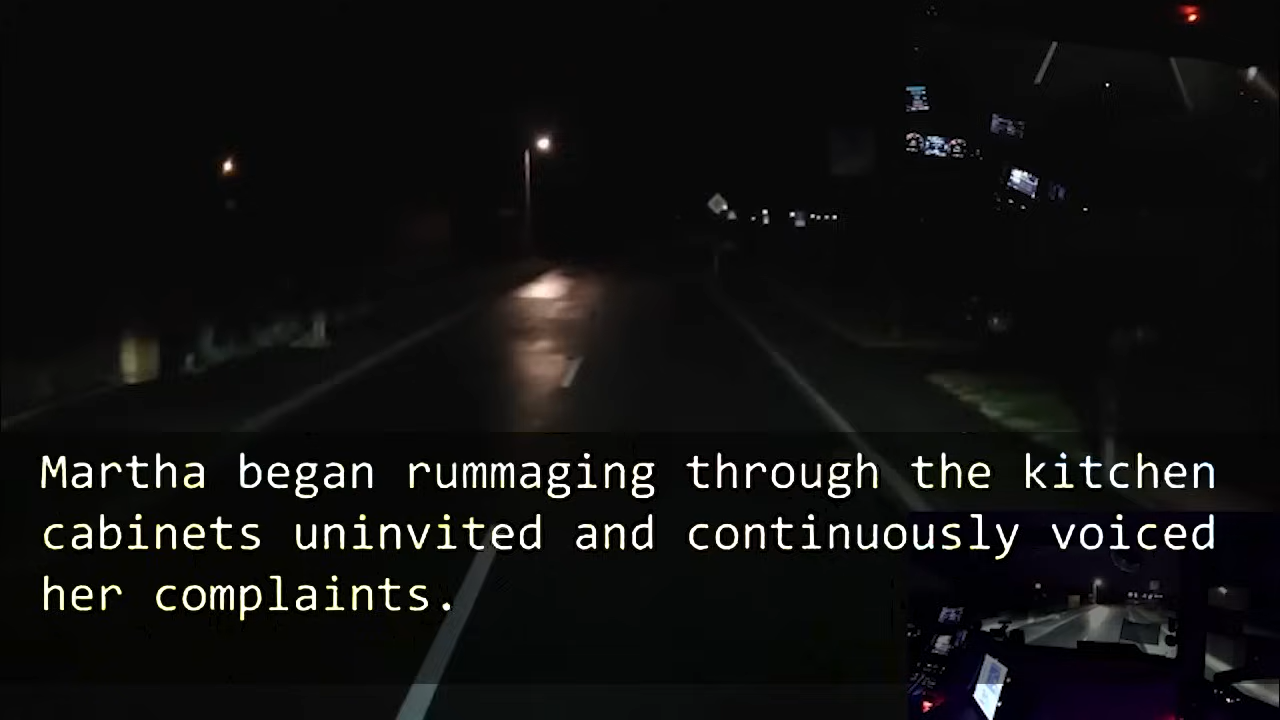 Martha began rummaging through the kitchen
cabinets uninvited and continuously voiced
her complaints.